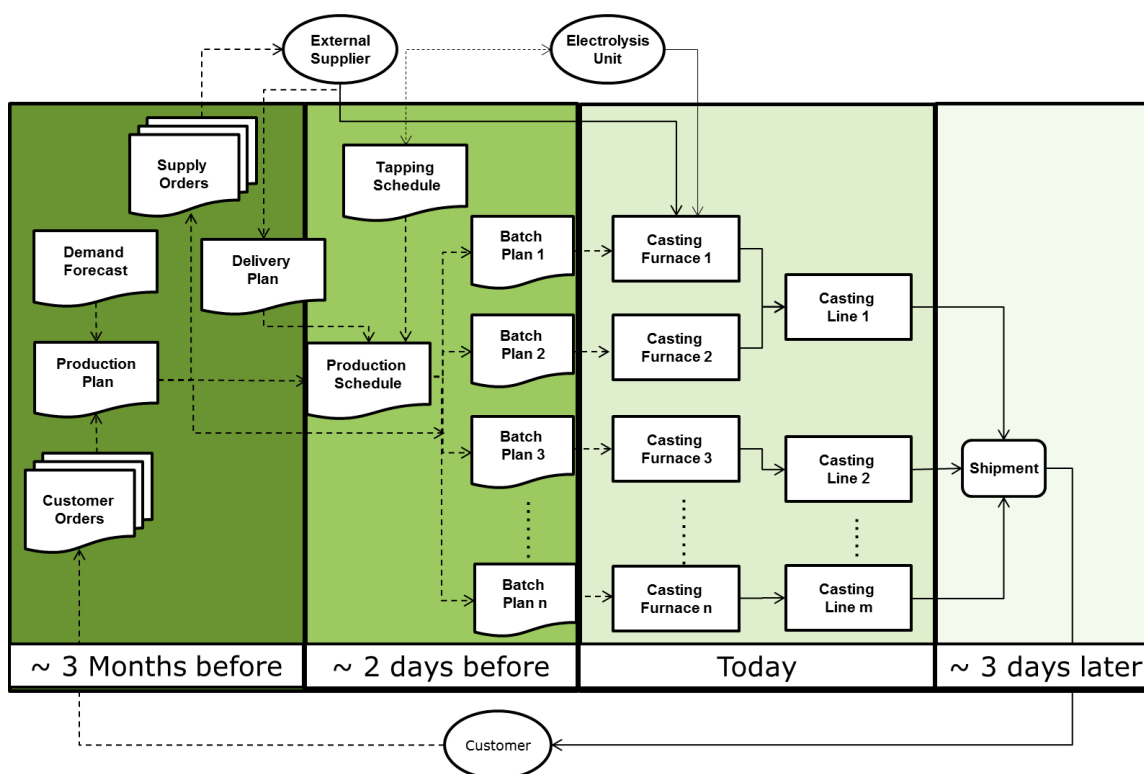 External
Supplier
Electrolysis
Unit
Supply
Orders
Tapping
Schedule
Demand
Forecast
Delivery
Plan
Batch
Plan 1
Casting
Furnace 1
Casting
Line 1
Production
Plan
Production
Schedule
Batch
Plan 2
Casting
Furnace 2
Customer
Orders
Batch
Plan 3
Casting
Furnace 3
Casting
Line 2
Shipment
Batch
Plan n
Casting
Furnace n
Casting
Line m
~ 3 Months before
~ 2 days before
Today
~ 3 days later
Customer